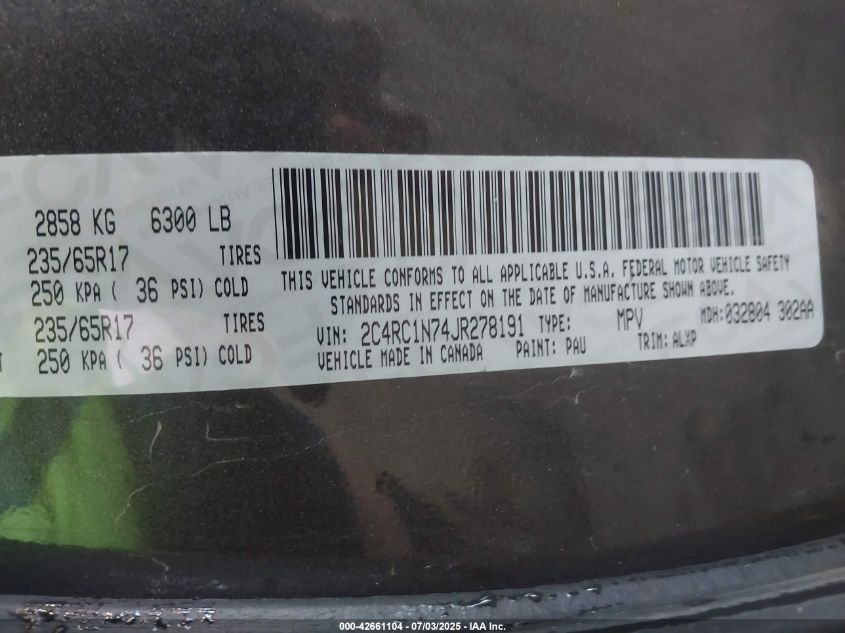 2858 KG 6300 LB
235/65R17 TIRES
250 KPA ( 36 PSI) COLD
235/65R17 TIRES
250 KPA ( 36 PSI) COLD
THIS VEHICLE CONFORMS TO ALL APPLICABLE U.S.A. FEDERAL MOTOR VEHICLE SAFETY
STANDARDS IN EFFECT ON THE DATE OF MANUFACTURE SHOWN ABOVE.
VIN: 2C4RC1N74JR278191 TYPE: MPV MDH: 032804 302AA
VEHICLE MADE IN CANADA PAINT: PAU TRIM: ALXP
000-42661104 - 07/03/2025 - IAA Inc.